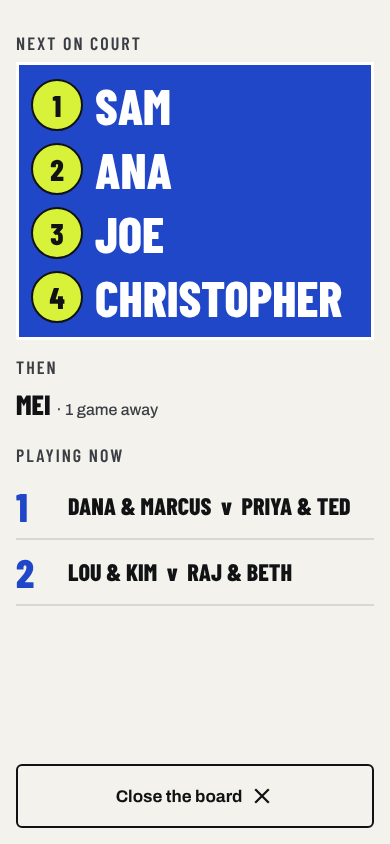 NEXT ON COURT
1 SAM
2 ANA
3 JOE
4 CHRISTOPHER
THEN
MEI · 1 game away
PLAYING NOW
1 DANA & MARCUS v PRIYA & TED
2 LOU & KIM v RAJ & BETH
Close the board